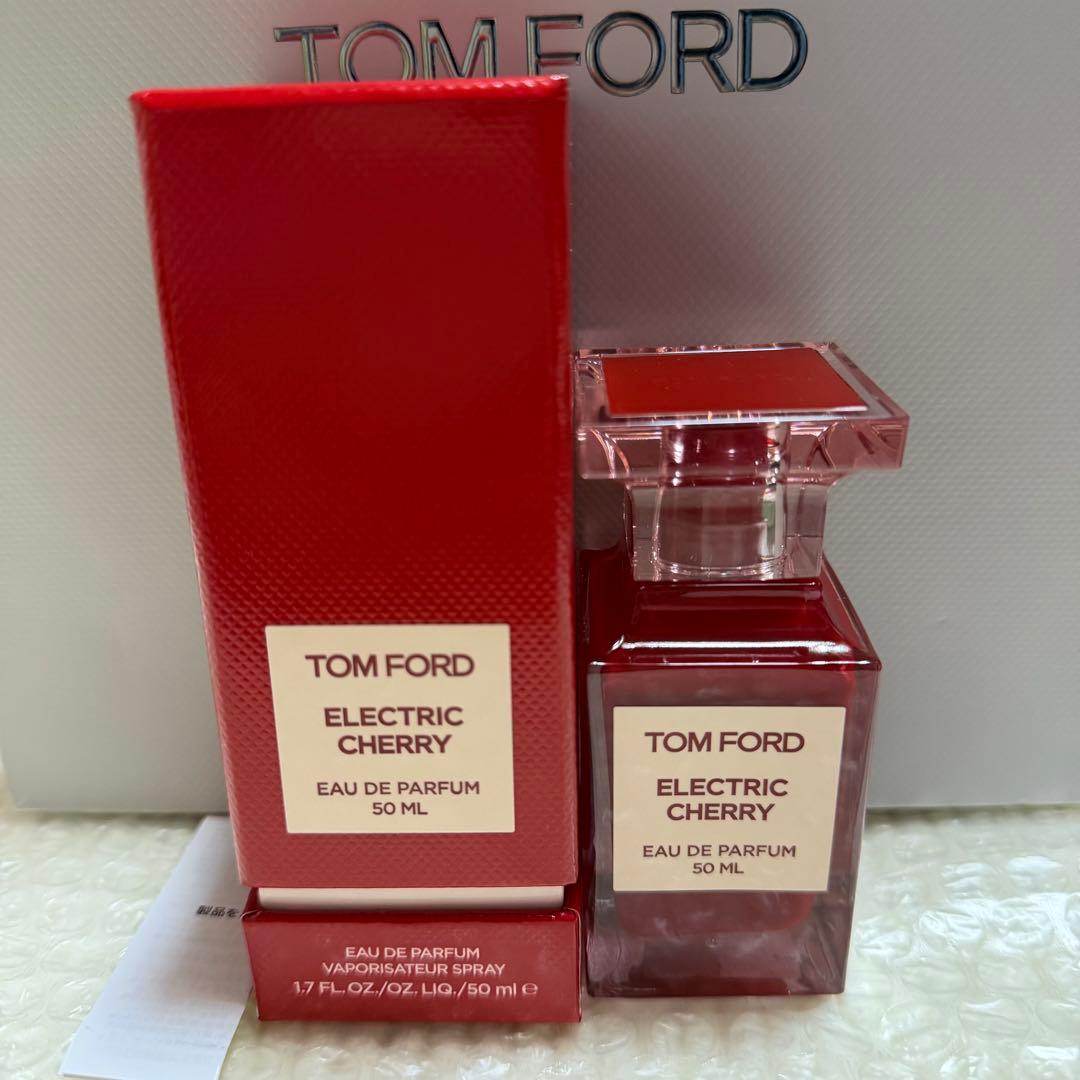 TOM FORD
TOM FORD
ELECTRIC
CHERRY
EAU DE PARFUM
50 ML
EAU DE PARFUM
VAPORISATEUR SPRAY
1.7 FL.OZ./OZ. LIQ./50 ml ℮
TOM FORD
ELECTRIC
CHERRY
EAU DE PARFUM
50 ML